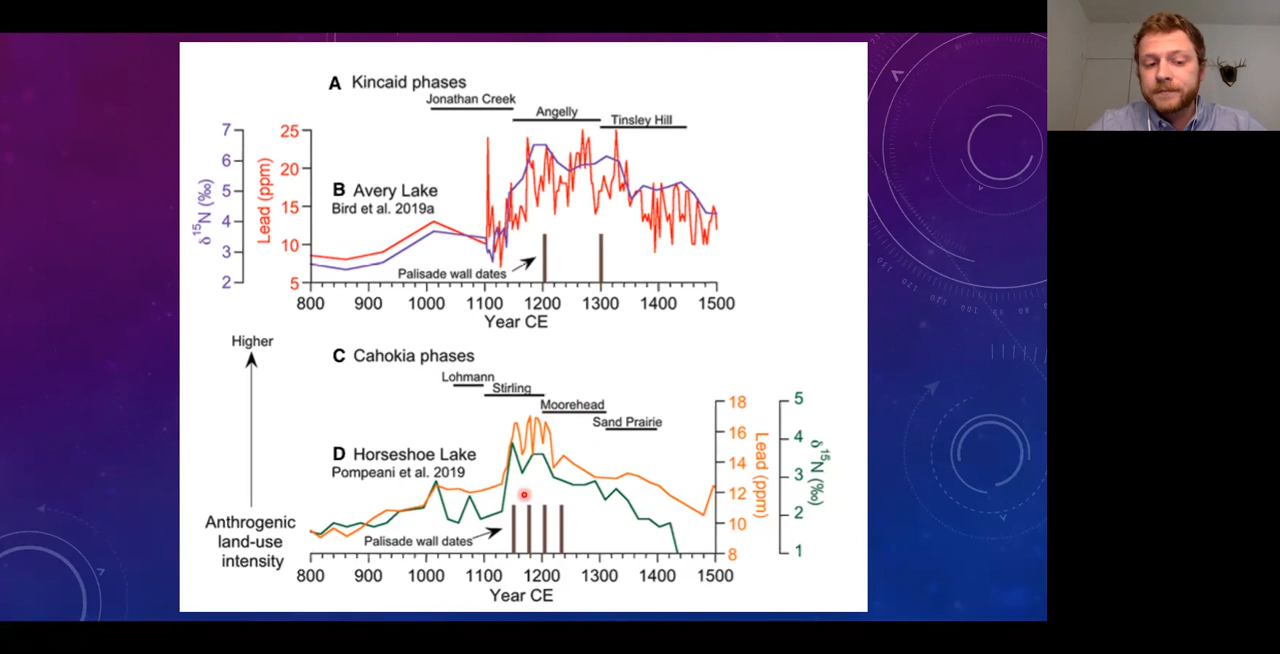 A Kincaid phases
Jonathan Creek
Angelly
Tinsley Hill
7
6
5
4
3
2
δ¹⁵N (‰)
25
20
15
10
5
Lead (ppm)
B Avery Lake
Bird et al. 2019a
Palisade wall dates
800 900 1000 1100 1200 1300 1400 1500
Year CE
Higher
Anthrogenic
land-use
intensity
C Cahokia phases
Lohmann
Stirling
Moorehead
Sand Prairie
D Horseshoe Lake
Pompeani et al. 2019
Palisade wall dates
18
16
14
12
10
8
Lead (ppm)
5
4
3
2
1
δ¹⁵N (‰)
800 900 1000 1100 1200 1300 1400 1500
Year CE